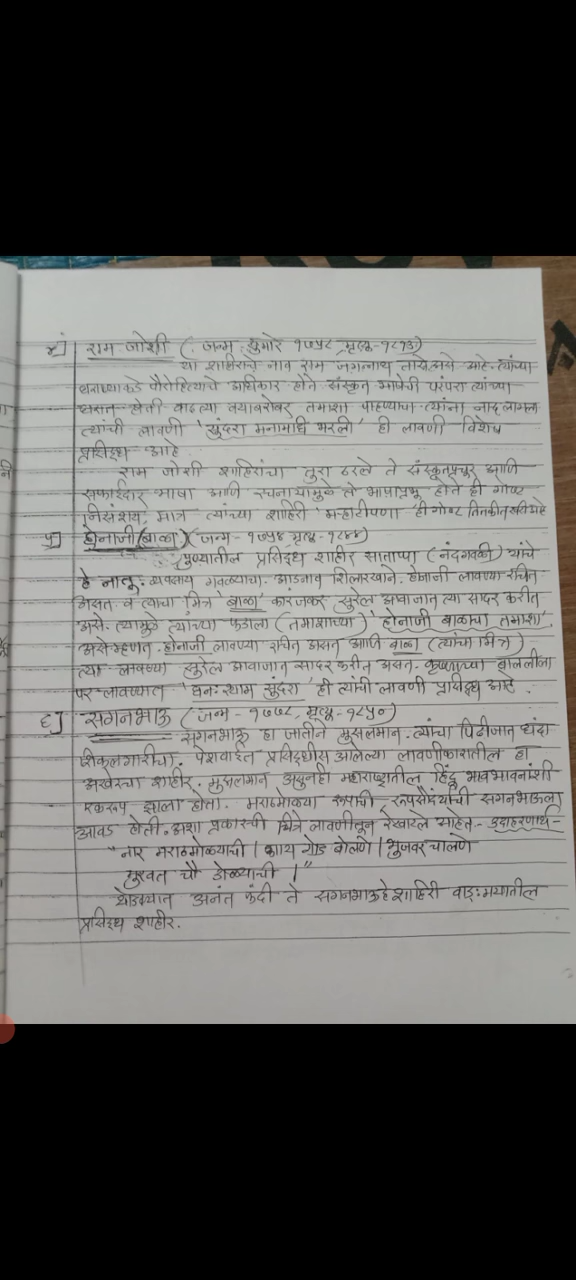 ४] राम जोशी (. जन्म सुमारे १७५८ मृत्यू - १८१३)
या शाहिराचे नाव राम जगन्नाथ जोशी असे आहे. त्यांच्या
घराण्याकडे पौरोहित्याचे अधिकार होते संस्कृत भाषेची परंपरा त्यांच्या
घरात होती वाढत्या वयाबरोबर तमाशा पाहण्याचा त्यांना नाद लागला
त्यांची लावणी 'सुंदरा मनामधि भरली' ही लावणी विशेष
प्रसिद्ध आहे
राम जोशी शाहिरांचा तुरा ठरले ते संस्कृतप्रचुर आणि
सफाईदार भाषा आणि रचनेमुळे ते भाषाप्रभू होते ही गोष्ट
निसंशय. मात्र त्यांच्या शाहिरी मऱ्हाटीपणा ही गोष्ट तितकीच खरी आहे
५] होनाजी(बाळा) (जन्म - १७५४ मृत्यू - १८४४)
पुण्यातील प्रसिद्ध शाहीर साताप्पा (नंदगवळी) यांचे
हे नातू. व्यवसाय गवळ्याचा. आडनाव शिलारखाने. होनाजी लावण्या रचित
असत व त्याचा मित्र 'बाळा' कारंजकर सुरेल आवाजात त्या सादर करीत
असे. त्यामुळे त्यांच्या फडाला (तमाशाच्या) 'होनाजी बाळाचा तमाशा'
असे म्हणत. होनाजी लावण्या रचित असत आणि बाळा (त्यांचा मित्र)
त्या लावण्या सुरेल आवाजात सादर करीत असत. कृष्णाच्या बाललीला
पर लावण्यात 'घनःश्याम सुंदरा' ही त्यांची लावणी प्रसिद्ध आहे.
६] सगनभाऊ (जन्म - १७७८, मृत्यू - १८५०)
सगनभाऊ हा जातीने मुसलमान. त्यांचा पिढीजात धंदा
शिकलगारीचा. पेशवाईत प्रसिद्धीस आलेल्या लावणीकारातील हा
अखेरचा शाहीर. मुसलमान असूनही महाराष्ट्रातील हिंदू भावभावनांशी
एकरूप झाला होता. मराठमोळ्या रूपाची, रूपसौंदर्याची सगनभाऊला
आवड होती. अशा प्रकारची चित्रे लावणीतून रेखाटले आहेत - उदाहरणार्थ -
"नार मराठमोळ्याची | काय गोड बोलणे | भुजवर चालणे
मुरवत चौ डोळ्याची |"
थोडक्यात अनंत फंदी ते सगनभाऊ हे शाहिरी वाङःमयातील
प्रसिद्ध शाहीर.